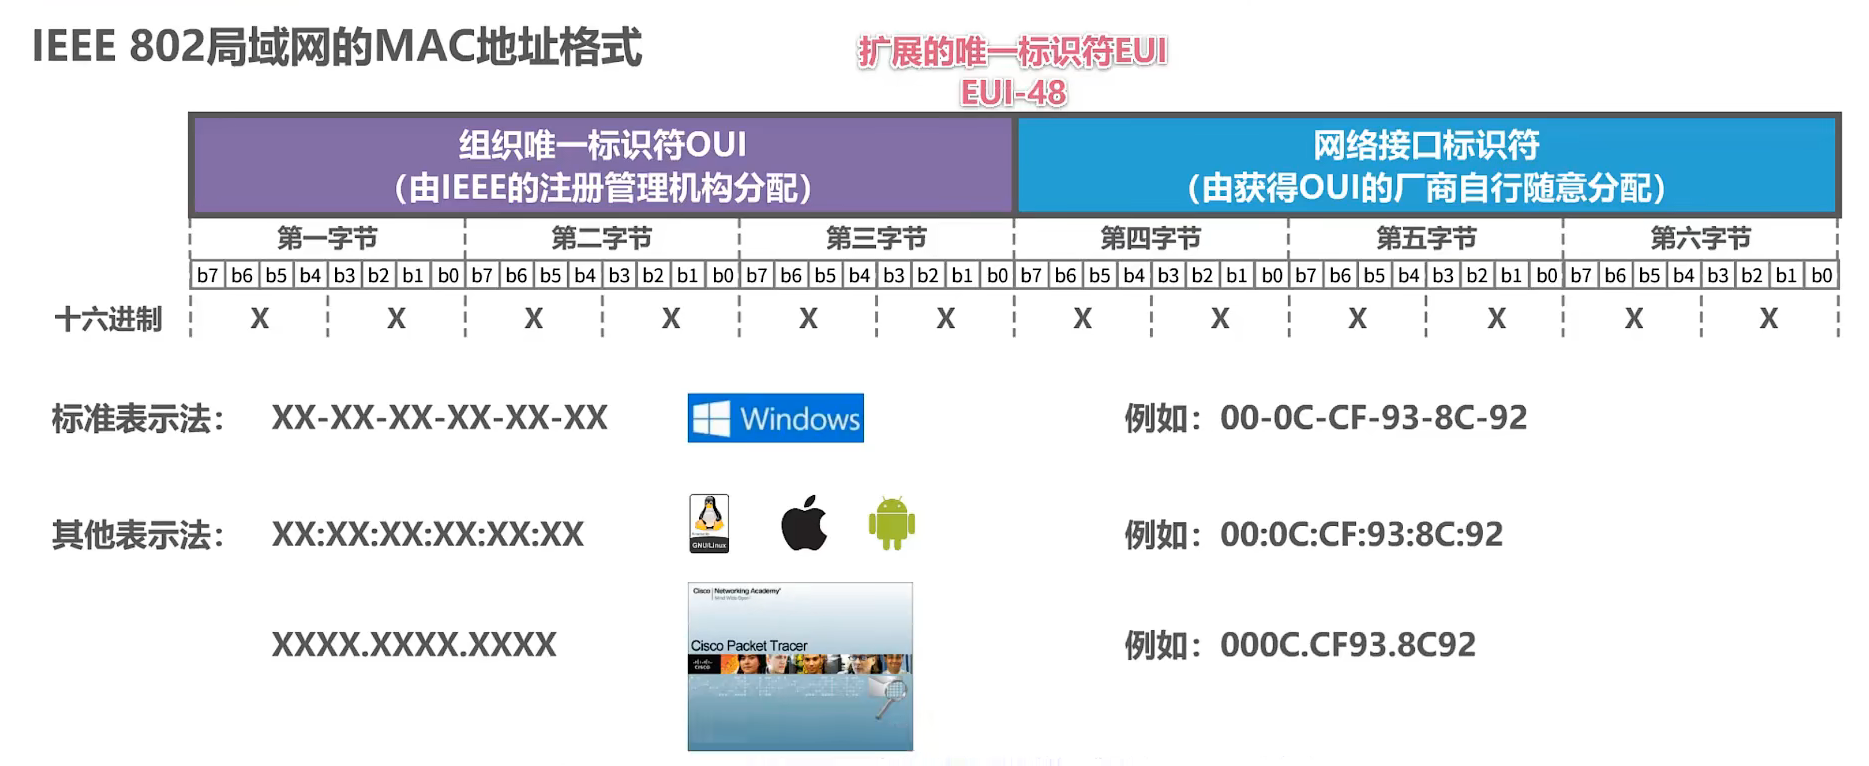 IEEE 802局域网的MAC地址格式
扩展的唯一标识符EUI
EUI-48
组织唯一标识符OUI
（由IEEE的注册管理机构分配）
网络接口标识符
（由获得OUI的厂商自行随意分配）
第一字节 第二字节 第三字节 第四字节 第五字节 第六字节
b7 b6 b5 b4 b3 b2 b1 b0 b7 b6 b5 b4 b3 b2 b1 b0 b7 b6 b5 b4 b3 b2 b1 b0 b7 b6 b5 b4 b3 b2 b1 b0 b7 b6 b5 b4 b3 b2 b1 b0 b7 b6 b5 b4 b3 b2 b1 b0
十六进制 X X X X X X X X X X X X
标准表示法： XX-XX-XX-XX-XX-XX Windows 例如：00-0C-CF-93-8C-92
其他表示法： XX:XX:XX:XX:XX:XX 例如：00:0C:CF:93:8C:92
GNU/Linux
Cisco Networking Academy
Cisco Packet Tracer
CISCO
XXXX.XXXX.XXXX 例如：000C.CF93.8C92